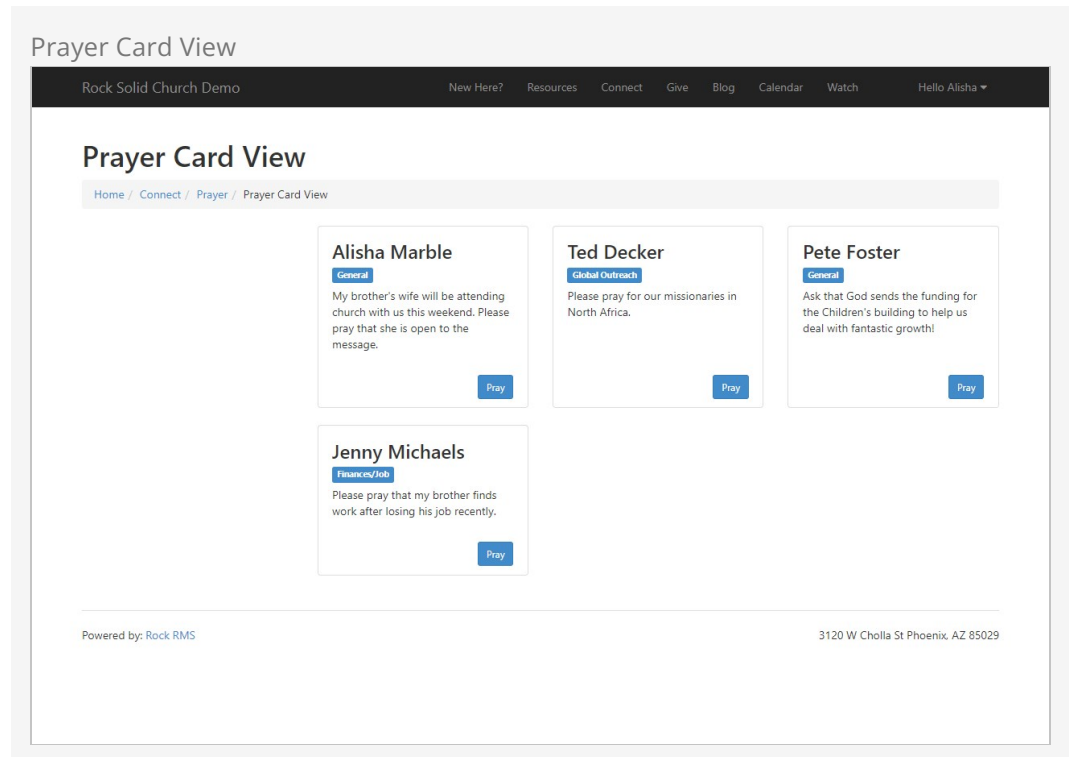 Prayer Card View
Rock Solid Church Demo New Here? Resources Connect Give Blog Calendar Watch Hello Alisha
Prayer Card View
Home / Connect / Prayer / Prayer Card View
Alisha Marble
General
My brother's wife will be attending
church with us this weekend. Please
pray that she is open to the
message.
Pray
Ted Decker
Global Outreach
Please pray for our missionaries in
North Africa.
Pray
Pete Foster
General
Ask that God sends the funding for
the Children's building to help us
deal with fantastic growth!
Pray
Jenny Michaels
Finances/Job
Please pray that my brother finds
work after losing his job recently.
Pray
Powered by: Rock RMS 3120 W Cholla St Phoenix, AZ 85029